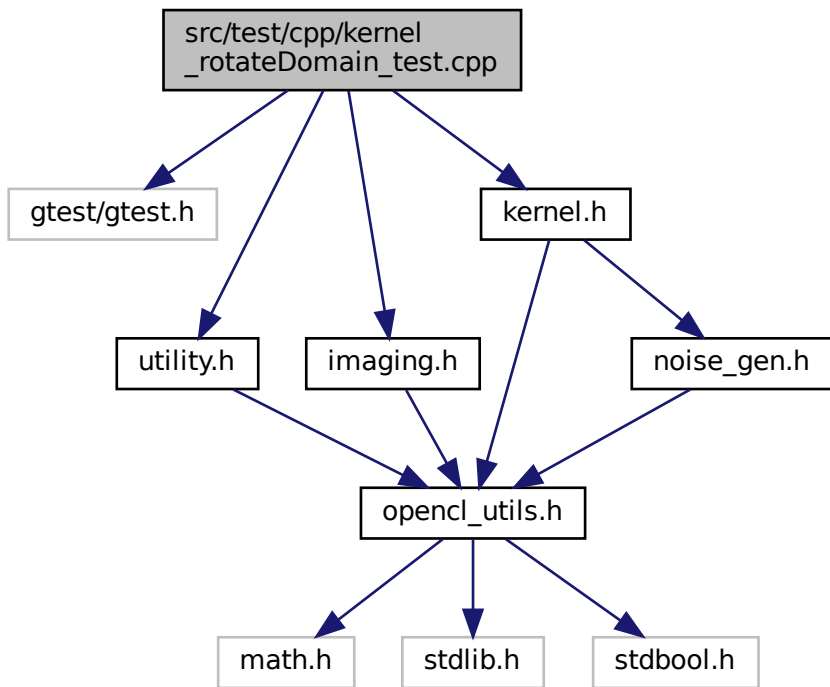 src/test/cpp/kernel
_rotateDomain_test.cpp
gtest/gtest.h
kernel.h
utility.h
imaging.h
noise_gen.h
opencl_utils.h
math.h
stdlib.h
stdbool.h